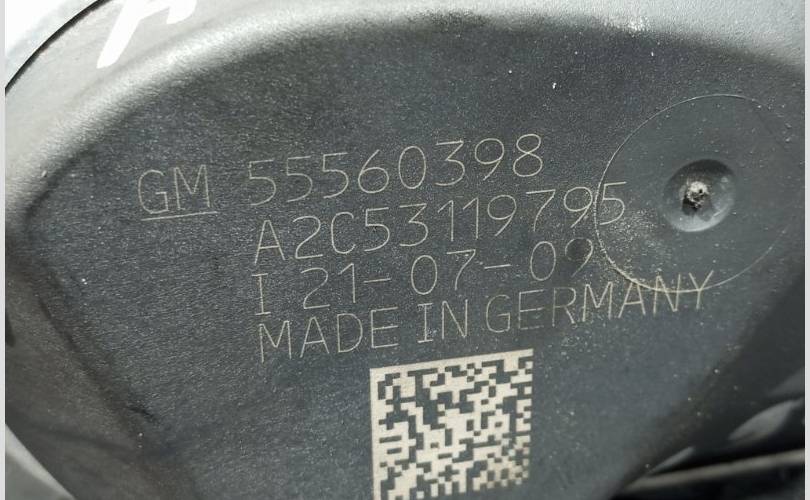 GM 55560398
A2C53119795
I 21-07-09
MADE IN GERMANY